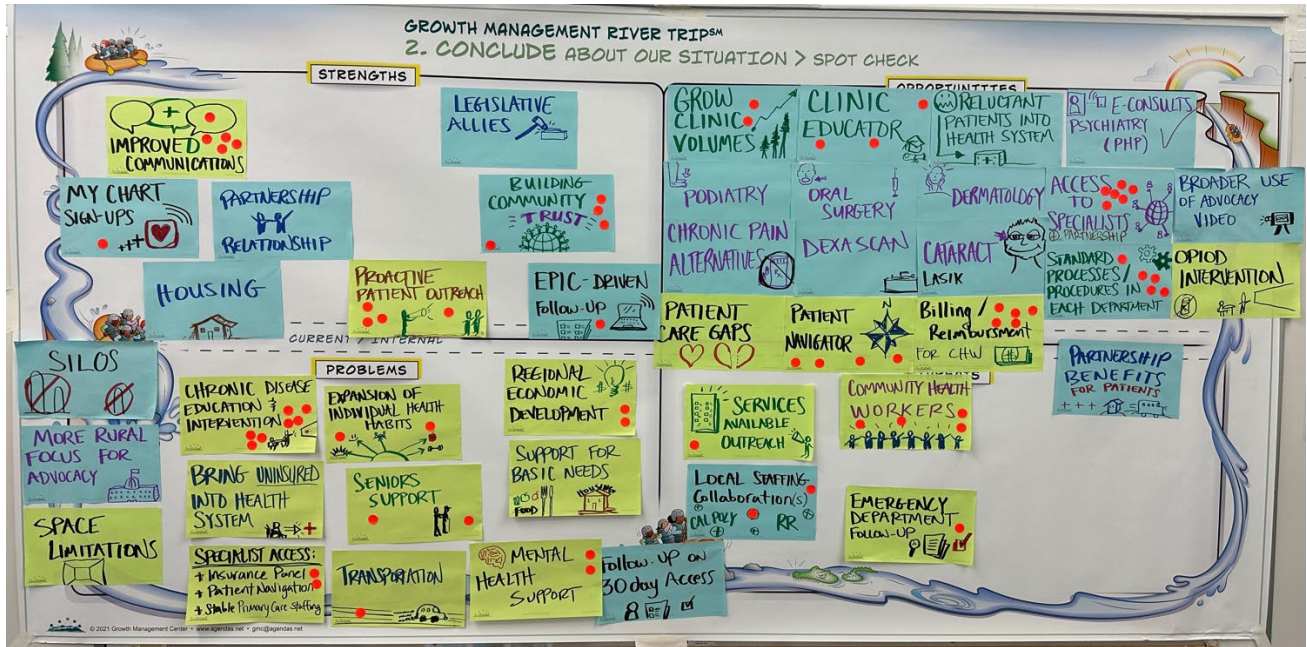 GROWTH MANAGEMENT RIVER TRIP℠
2. CONCLUDE ABOUT OUR SITUATION > SPOT CHECK
STRENGTHS
IMPROVED
COMMUNICATIONS
LEGISLATIVE
ALLIES
MY CHART
SIGN-UPS
PARTNERSHIP
RELATIONSHIP
BUILDING
COMMUNITY
TRUST
HOUSING
PROACTIVE
PATIENT OUTREACH
EPIC-DRIVEN
Follow-UP
CURRENT / INTERNAL
OPPORTUNITIES
GROW
CLINIC
VOLUMES
CLINIC
EDUCATOR
RELUCTANT
PATIENTS INTO
HEALTH SYSTEM
E-CONSULTS
PSYCHIATRY
(PHP)
PODIATRY
ORAL
SURGERY
DERMATOLOGY
ACCESS
TO
SPECIALISTS
PARTNERSHIP
BROADER USE
OF ADVOCACY
VIDEO
CHRONIC PAIN
ALTERNATIVES
DEXASCAN
CATARACT
LASIK
STANDARD
PROCESSES/
PROCEDURES IN
EACH DEPARTMENT
OPIOD
INTERVENTION
PATIENT
CARE GAPS
PATIENT
NAVIGATOR
N
Billing /
Reimbursment
FOR CHW
SILOS
MORE RURAL
FOCUS FOR
ADVOCACY
SPACE
LIMITATIONS
PROBLEMS
CHRONIC DISEASE
EDUCATION &
INTERVENTION
EXPANSION OF
INDIVIDUAL HEALTH
HABITS
REGIONAL
ECONOMIC
DEVELOPMENT
BRING UNINSURED
INTO HEALTH
SYSTEM
SENIORS
SUPPORT
SUPPORT FOR
BASIC NEEDS
FOOD
HOUSING
SPECIALIST ACCESS:
+ Insurance Panel
+ Patient Navigation
+ Stable Primary Care Staffing
TRANSPORTATION
MENTAL
HEALTH
SUPPORT
Follow-UP ON
30 day Access
SERVICES
AVAILABLE
OUTREACH
COMMUNITY HEALTH
WORKERS
PARTNERSHIP
BENEFITS
FOR PATIENTS
LOCAL STAFFING
Collaboration(s)
CAL POLY
RR
EMERGENCY
DEPARTMENT
FOLLOW-UP
© 2021 Growth Management Center • www.agendas.net • gmc@agendas.net